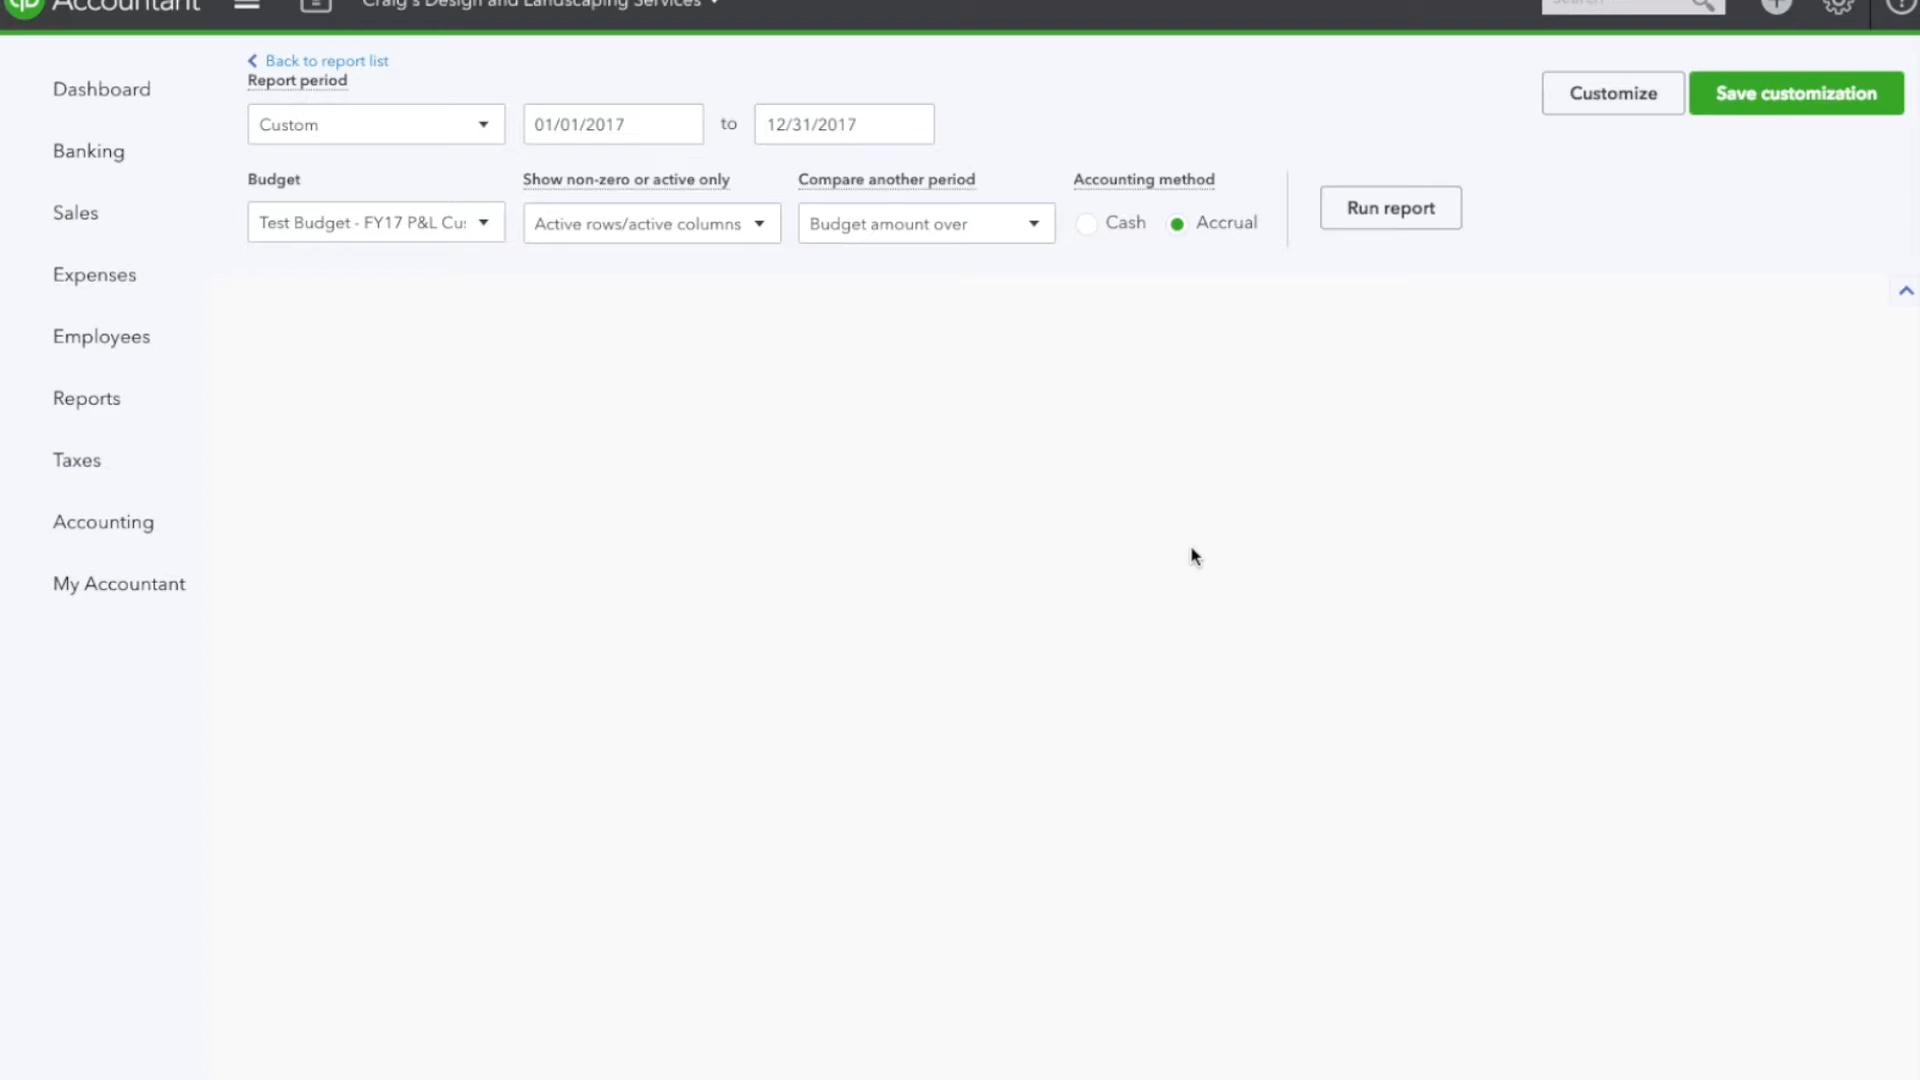 Accountant
Craig's Design and Landscaping Services
Search
Back to report list
Report period
Customize
Save customization
Custom
01/01/2017
to
12/31/2017
Budget
Show non-zero or active only
Compare another period
Accounting method
Test Budget - FY17 P&L Cu
Active rows/active columns
Budget amount over
Cash
Accrual
Run report
Dashboard
Banking
Sales
Expenses
Employees
Reports
Taxes
Accounting
My Accountant